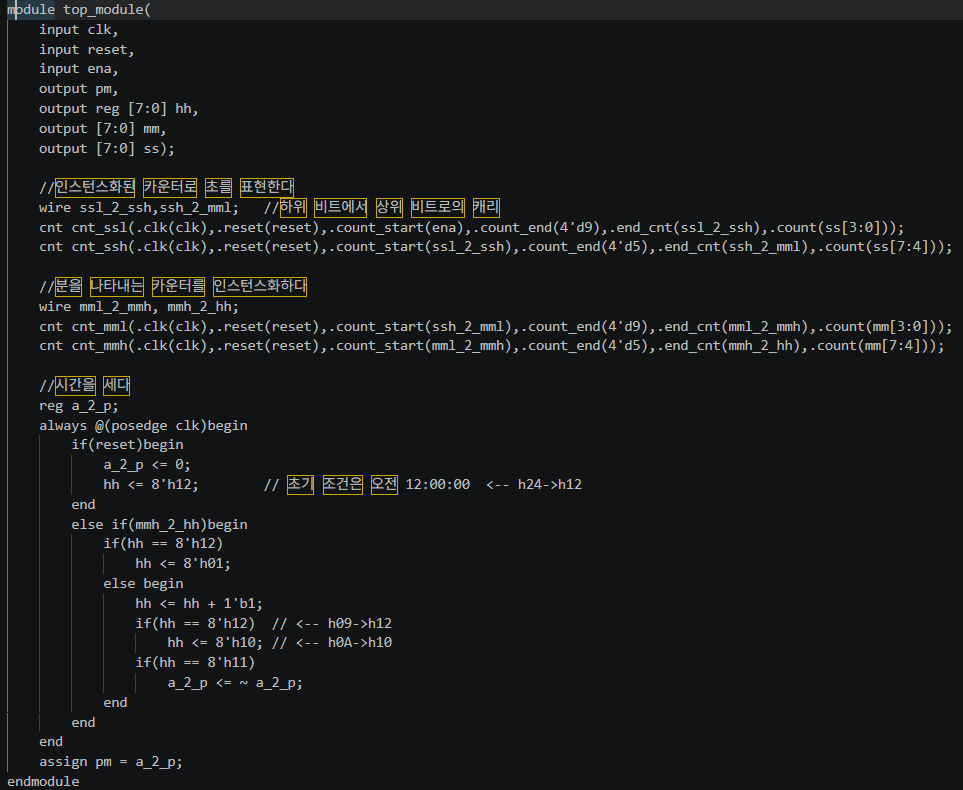 module top_module(
    input clk,
    input reset,
    input ena,
    output pm,
    output reg [7:0] hh,
    output [7:0] mm,
    output [7:0] ss);

    //인스턴스화된 카운터로 초를 표현한다
    wire ssl_2_ssh,ssh_2_mml;   //하위 비트에서 상위 비트로의 캐리
    cnt cnt_ssl(.clk(clk),.reset(reset),.count_start(ena),.count_end(4'd9),.end_cnt(ssl_2_ssh),.count(ss[3:0]));
    cnt cnt_ssh(.clk(clk),.reset(reset),.count_start(ssl_2_ssh),.count_end(4'd5),.end_cnt(ssh_2_mml),.count(ss[7:4]));

    //분을 나타내는 카운터를 인스턴스화하다
    wire mml_2_mmh, mmh_2_hh;
    cnt cnt_mml(.clk(clk),.reset(reset),.count_start(ssh_2_mml),.count_end(4'd9),.end_cnt(mml_2_mmh),.count(mm[3:0]));
    cnt cnt_mmh(.clk(clk),.reset(reset),.count_start(mml_2_mmh),.count_end(4'd5),.end_cnt(mmh_2_hh),.count(mm[7:4]));

    //시간을 세다
    reg a_2_p;
    always @(posedge clk)begin
        if(reset)begin
            a_2_p <= 0;
            hh <= 8'h12;        // 초기 조건은 오전 12:00:00  <-- h24->h12
        end
        else if(mmh_2_hh)begin
            if(hh == 8'h12)
                hh <= 8'h01;
            else begin
                hh <= hh + 1'b1;
                if(hh == 8'h12)  // <-- h09->h12
                    hh <= 8'h10; // <-- h0A->h10
                if(hh == 8'h11)
                    a_2_p <= ~ a_2_p;
            end
        end
    end
    assign pm = a_2_p;
endmodule